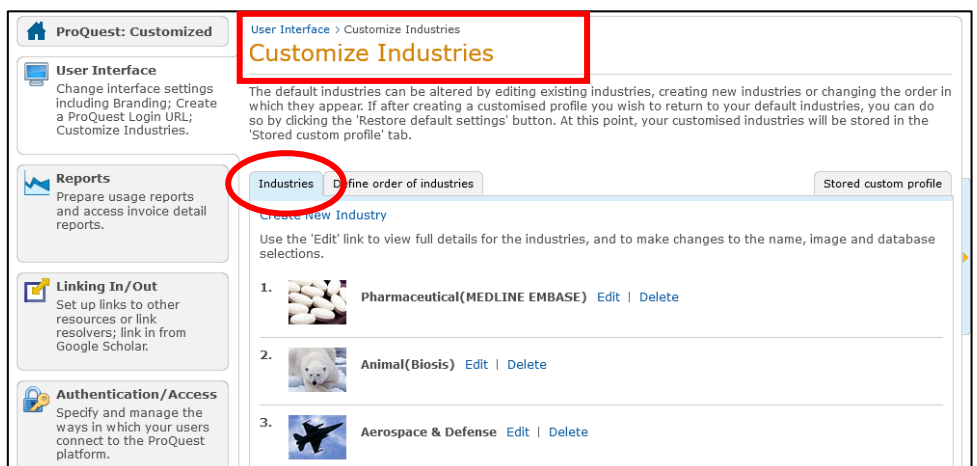 ProQuest: Customized
User Interface
Change interface settings
including Branding; Create
a ProQuest Login URL;
Customize Industries.
Reports
Prepare usage reports
and access invoice detail
reports.
Linking In/Out
Set up links to other
resources or link
resolvers; link in from
Google Scholar.
Authentication/Access
Specify and manage the
ways in which your users
connect to the ProQuest
platform.
User Interface > Customize Industries
Customize Industries
The default industries can be altered by editing existing industries, creating new industries or changing the order in
which they appear. If after creating a customised profile you wish to return to your default industries, you can do
so by clicking the 'Restore default settings' button. At this point, your customised industries will be stored in the
'Stored custom profile' tab.
Industries
Define order of industries
Stored custom profile
Create New Industry
Use the 'Edit' link to view full details for the industries, and to make changes to the name, image and database
selections.
1. Pharmaceutical(MEDLINE EMBASE) Edit | Delete
2. Animal(Biosis) Edit | Delete
3. Aerospace & Defense Edit | Delete